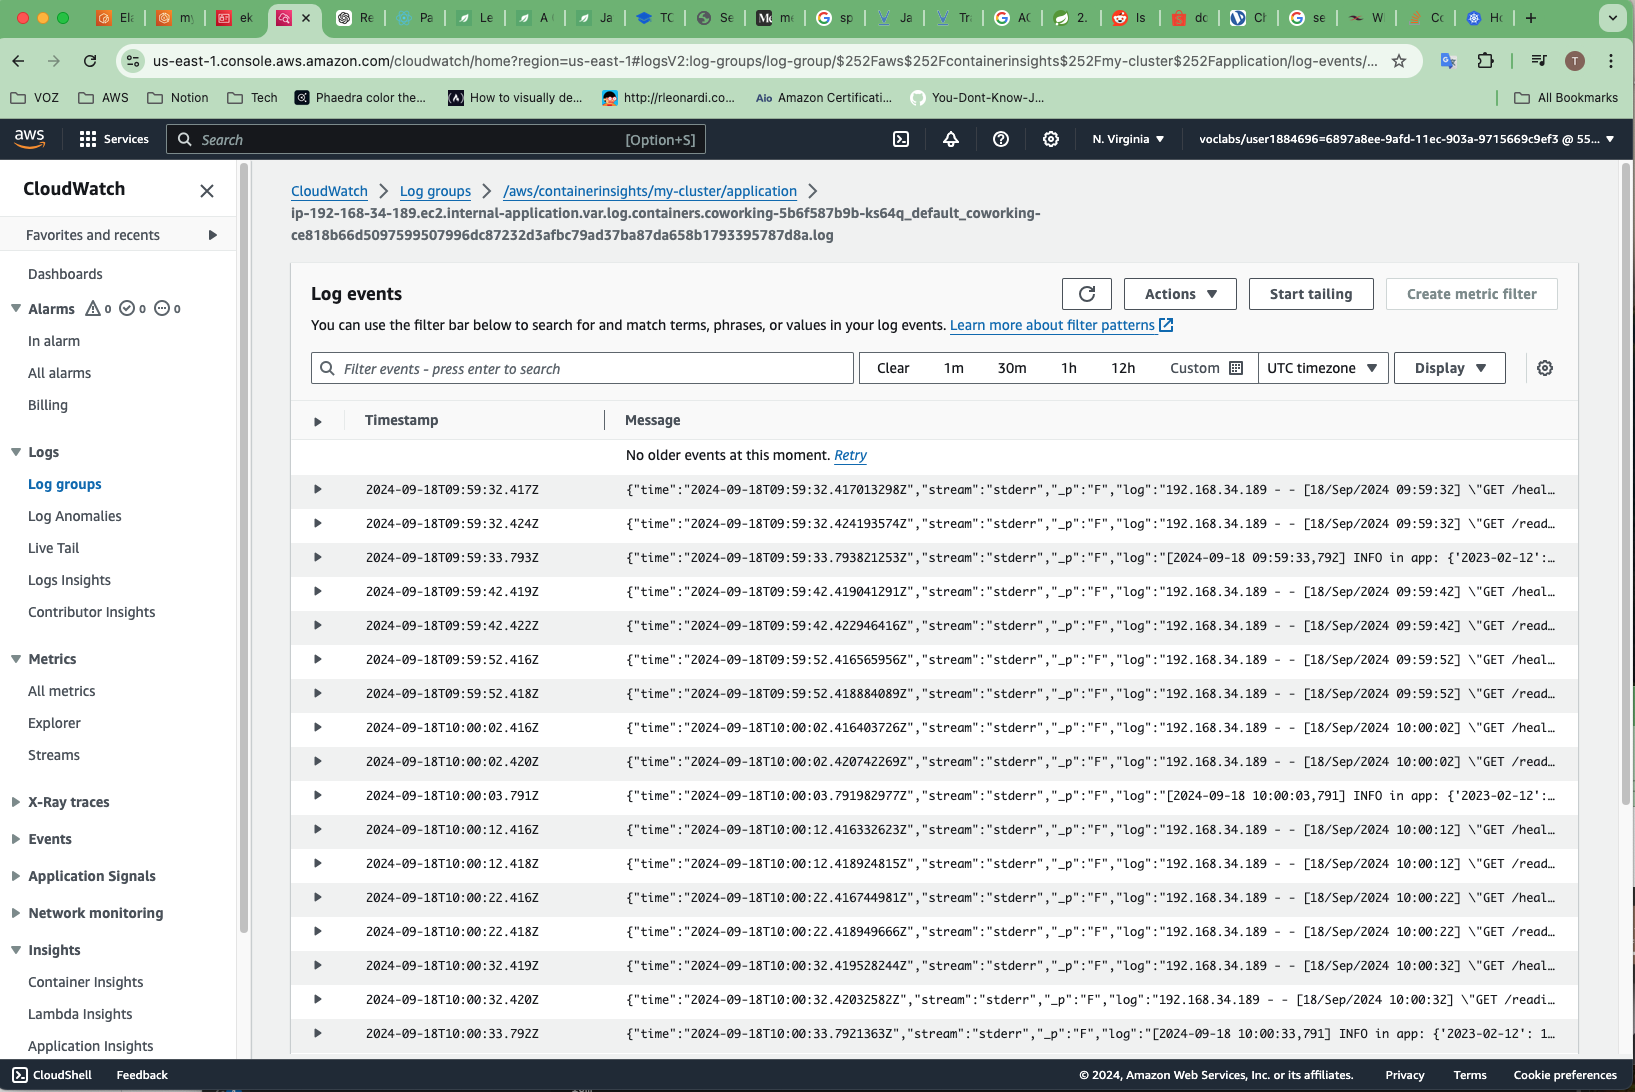 Ela
my
ek
Re
Pa
Le
A
Ja
TC
Se
me
sp
Ja
Tr
AC
2.
Is
dc
Ch
se
W
Co
Ho
us-east-1.console.aws.amazon.com/cloudwatch/home?region=us-east-1#logsV2:log-groups/log-group/$252Faws$252Fcontainerinsights$252Fmy-cluster$252Fapplication/log-events/...
T
VOZ
AWS
Notion
Tech
Phaedra color the...
How to visually de...
http://rleonardi.co...
Aio Amazon Certificati...
You-Dont-Know-J...
All Bookmarks
aws
Services
Search
[Option+S]
N. Virginia
voclabs/user1884696=6897a8ee-9afd-11ec-903a-9715669c9ef3 @ 55...
CloudWatch
Favorites and recents
Dashboards
Alarms 0 0 0
In alarm
All alarms
Billing
Logs
Log groups
Log Anomalies
Live Tail
Logs Insights
Contributor Insights
Metrics
All metrics
Explorer
Streams
X-Ray traces
Events
Application Signals
Network monitoring
Insights
Container Insights
Lambda Insights
Application Insights
CloudWatch
Log groups
/aws/containerinsights/my-cluster/application
ip-192-168-34-189.ec2.internal-application.var.log.containers.coworking-5b6f587b9b-ks64q_default_coworking-
ce818b66d5097599507996dc87232d3afbc79ad37ba87da658b1793395787d8a.log
Log events
Actions
Start tailing
Create metric filter
You can use the filter bar below to search for and match terms, phrases, or values in your log events. Learn more about filter patterns
Filter events - press enter to search
Clear 1m 30m 1h 12h Custom
UTC timezone
Display
Timestamp Message
No older events at this moment. Retry
2024-09-18T09:59:32.417Z {"time":"2024-09-18T09:59:32.417013298Z","stream":"stderr","_p":"F","log":"192.168.34.189 - - [18/Sep/2024 09:59:32] \"GET /heal...
2024-09-18T09:59:32.424Z {"time":"2024-09-18T09:59:32.424193574Z","stream":"stderr","_p":"F","log":"192.168.34.189 - - [18/Sep/2024 09:59:32] \"GET /read...
2024-09-18T09:59:33.793Z {"time":"2024-09-18T09:59:33.793821253Z","stream":"stderr","_p":"F","log":"[2024-09-18 09:59:33,792] INFO in app: {'2023-02-12':...
2024-09-18T09:59:42.419Z {"time":"2024-09-18T09:59:42.419041291Z","stream":"stderr","_p":"F","log":"192.168.34.189 - - [18/Sep/2024 09:59:42] \"GET /heal...
2024-09-18T09:59:42.422Z {"time":"2024-09-18T09:59:42.422946416Z","stream":"stderr","_p":"F","log":"192.168.34.189 - - [18/Sep/2024 09:59:42] \"GET /read...
2024-09-18T09:59:52.416Z {"time":"2024-09-18T09:59:52.416565956Z","stream":"stderr","_p":"F","log":"192.168.34.189 - - [18/Sep/2024 09:59:52] \"GET /heal...
2024-09-18T09:59:52.418Z {"time":"2024-09-18T09:59:52.418884089Z","stream":"stderr","_p":"F","log":"192.168.34.189 - - [18/Sep/2024 09:59:52] \"GET /read...
2024-09-18T10:00:02.416Z {"time":"2024-09-18T10:00:02.416403726Z","stream":"stderr","_p":"F","log":"192.168.34.189 - - [18/Sep/2024 10:00:02] \"GET /heal...
2024-09-18T10:00:02.420Z {"time":"2024-09-18T10:00:02.420742269Z","stream":"stderr","_p":"F","log":"192.168.34.189 - - [18/Sep/2024 10:00:02] \"GET /read...
2024-09-18T10:00:03.791Z {"time":"2024-09-18T10:00:03.791982977Z","stream":"stderr","_p":"F","log":"[2024-09-18 10:00:03,791] INFO in app: {'2023-02-12':...
2024-09-18T10:00:12.416Z {"time":"2024-09-18T10:00:12.416332623Z","stream":"stderr","_p":"F","log":"192.168.34.189 - - [18/Sep/2024 10:00:12] \"GET /heal...
2024-09-18T10:00:12.418Z {"time":"2024-09-18T10:00:12.418924815Z","stream":"stderr","_p":"F","log":"192.168.34.189 - - [18/Sep/2024 10:00:12] \"GET /read...
2024-09-18T10:00:22.416Z {"time":"2024-09-18T10:00:22.416744981Z","stream":"stderr","_p":"F","log":"192.168.34.189 - - [18/Sep/2024 10:00:22] \"GET /heal...
2024-09-18T10:00:22.418Z {"time":"2024-09-18T10:00:22.418949666Z","stream":"stderr","_p":"F","log":"192.168.34.189 - - [18/Sep/2024 10:00:22] \"GET /read...
2024-09-18T10:00:32.419Z {"time":"2024-09-18T10:00:32.419528244Z","stream":"stderr","_p":"F","log":"192.168.34.189 - - [18/Sep/2024 10:00:32] \"GET /heal...
2024-09-18T10:00:32.420Z {"time":"2024-09-18T10:00:32.42032582Z","stream":"stderr","_p":"F","log":"192.168.34.189 - - [18/Sep/2024 10:00:32] \"GET /readi...
2024-09-18T10:00:33.792Z {"time":"2024-09-18T10:00:33.7921363Z","stream":"stderr","_p":"F","log":"[2024-09-18 10:00:33,791] INFO in app: {'2023-02-12': 1...
CloudShell
Feedback
© 2024, Amazon Web Services, Inc. or its affiliates.
Privacy
Terms
Cookie preferences